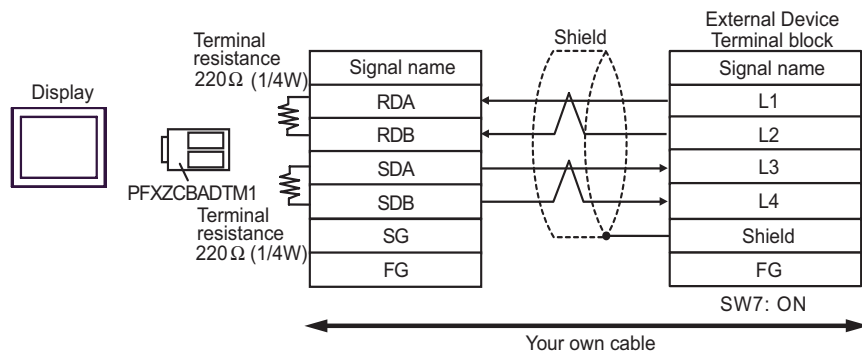 External Device
Terminal block
Shield
Terminal
resistance
220Ω (1/4W)
Signal name
Signal name
Display
RDA
L1
RDB
L2
SDA
L3
PFXZCBADTM1
SDB
L4
Terminal
resistance
220Ω (1/4W)
SG
Shield
FG
FG
SW7: ON
Your own cable